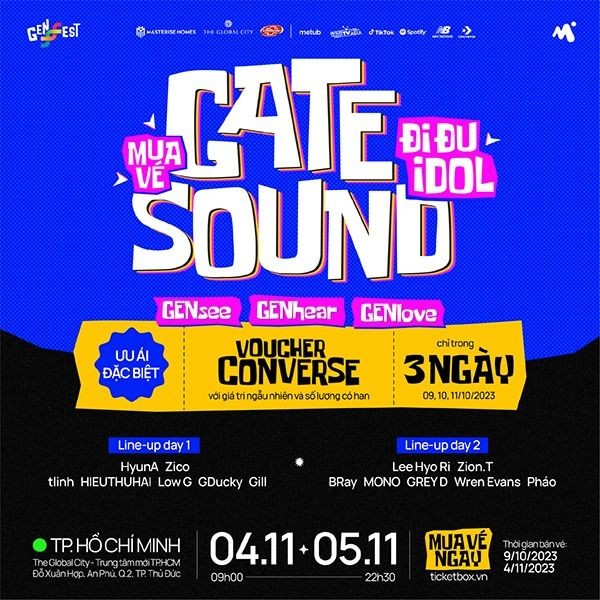 GENFEST
MASTERISE HOMES
THE GLOBAL CITY
metub
TikTok
Spotify
new balance
CONVERSE
MUA
VÉ
GATE
SOUND
Đi ĐU
iDOL
GENsee GENhear GENlove
ƯU ÁI
ĐẶC BIỆT
VOUCHER
CONVERSE
với giá trị ngẫu nhiên và số lượng có hạn
chỉ trong
3 NGÀY
09, 10, 11/10/2023
Line-up day 1
HyunA Zico
tlinh HIEUTHUHAI Low G GDucky Gill
Line-up day 2
Lee Hyo Ri Zion.T
BRay MONO GREY D Wren Evans Pháo
TP. HỒ CHÍ MINH
The Global City - Trung tâm mới TP.HCM
Đỗ Xuân Hợp, An Phú, Q.2, TP. Thủ Đức
04.11 05.11
09h00 22h30
MUA VÉ
NGAY
ticketbox.vn
Thời gian bán vé:
9/10/2023
4/11/2023